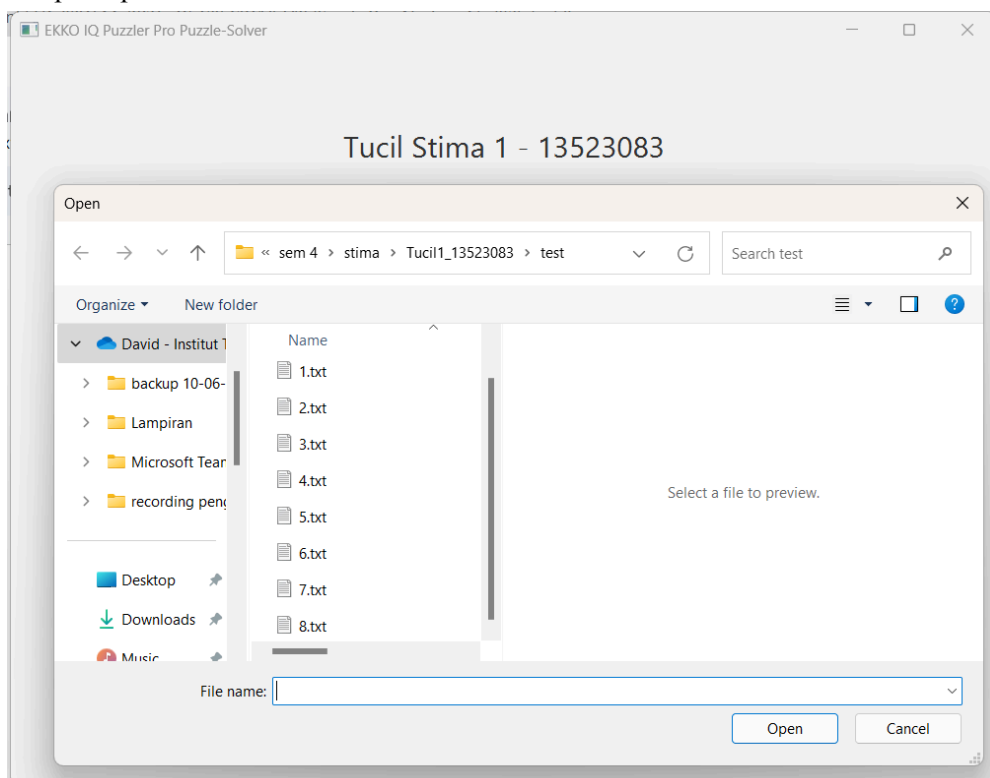 EKKO IQ Puzzler Pro Puzzle-Solver
Tucil Stima 1 - 13523083
Open
« sem 4 > stima > Tucil1_13523083 > test
Search test
Organize
New folder
David - Institut
Name
backup 10-06-
1.txt
Lampiran
2.txt
Microsoft Tear
3.txt
recording peng
4.txt
5.txt
Select a file to preview.
6.txt
Desktop
7.txt
Downloads
8.txt
Music
File name:
Open
Cancel